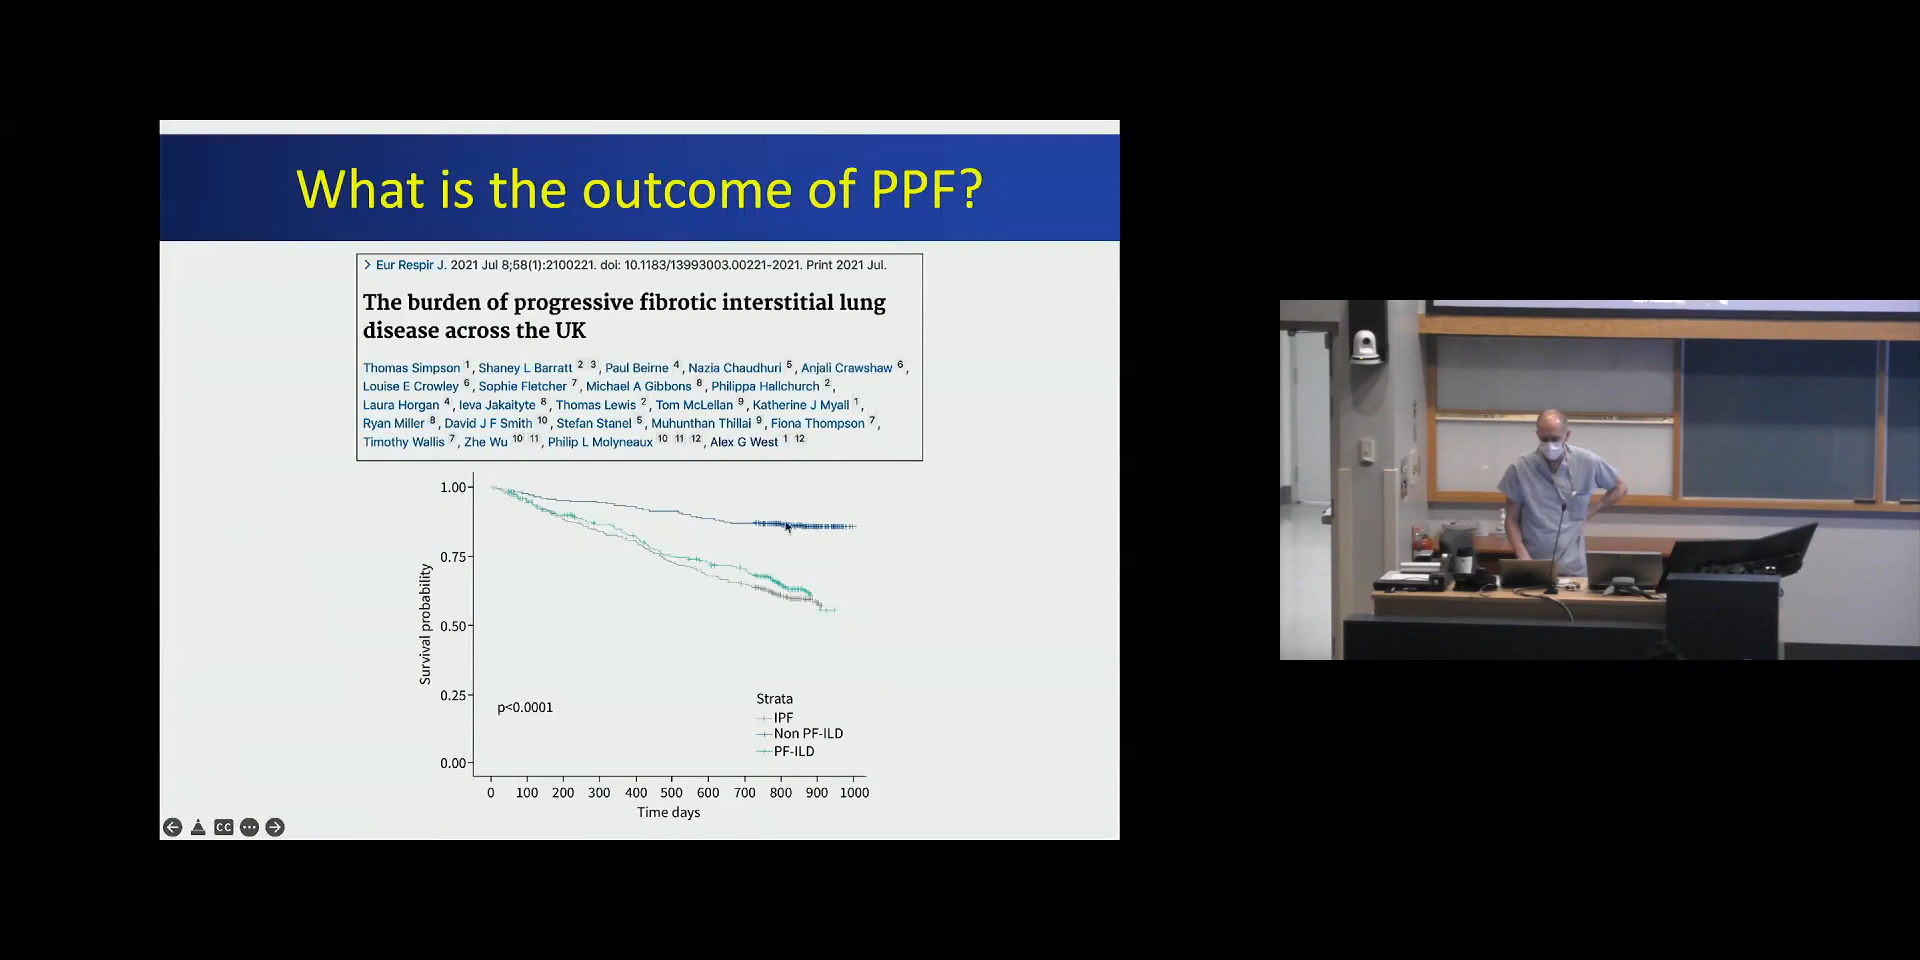 What is the outcome of PPF?
> Eur Respir J. 2021 Jul 8;58(1):2100221. doi: 10.1183/13993003.00221-2021. Print 2021 Jul.
The burden of progressive fibrotic interstitial lung
disease across the UK
Thomas Simpson 1, Shaney L Barratt 2 3, Paul Beirne 4, Nazia Chaudhuri 5, Anjali Crawshaw 6,
Louise E Crowley 6, Sophie Fletcher 7, Michael A Gibbons 8, Philippa Hallchurch 2,
Laura Horgan 4, Ieva Jakaityte 8, Thomas Lewis 2, Tom McLellan 9, Katherine J Myall 1,
Ryan Miller 8, David J F Smith 10, Stefan Stanel 5, Muhunthan Thillai 9, Fiona Thompson 7,
Timothy Wallis 7, Zhe Wu 10 11, Philip L Molyneaux 10 11 12, Alex G West 1 12
1.00
0.75
0.50
0.25
0.00
Survival probability
p<0.0001
Strata
IPF
Non PF-ILD
PF-ILD
0 100 200 300 400 500 600 700 800 900 1000
Time days
CC